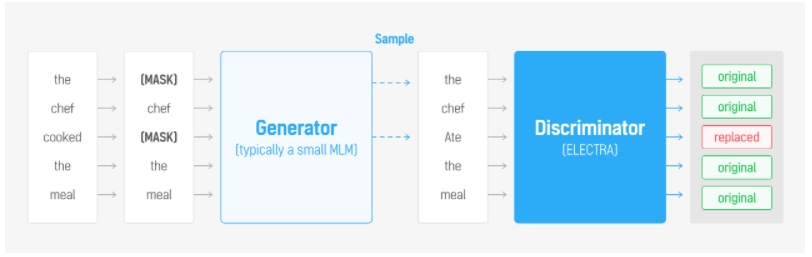 Sample
the
chef
cooked
the
meal
(MASK)
chef
(MASK)
the
meal
Generator
(typically a small MLM)
the
chef
Ate
the
meal
Discriminator
(ELECTRA)
original
original
replaced
original
original